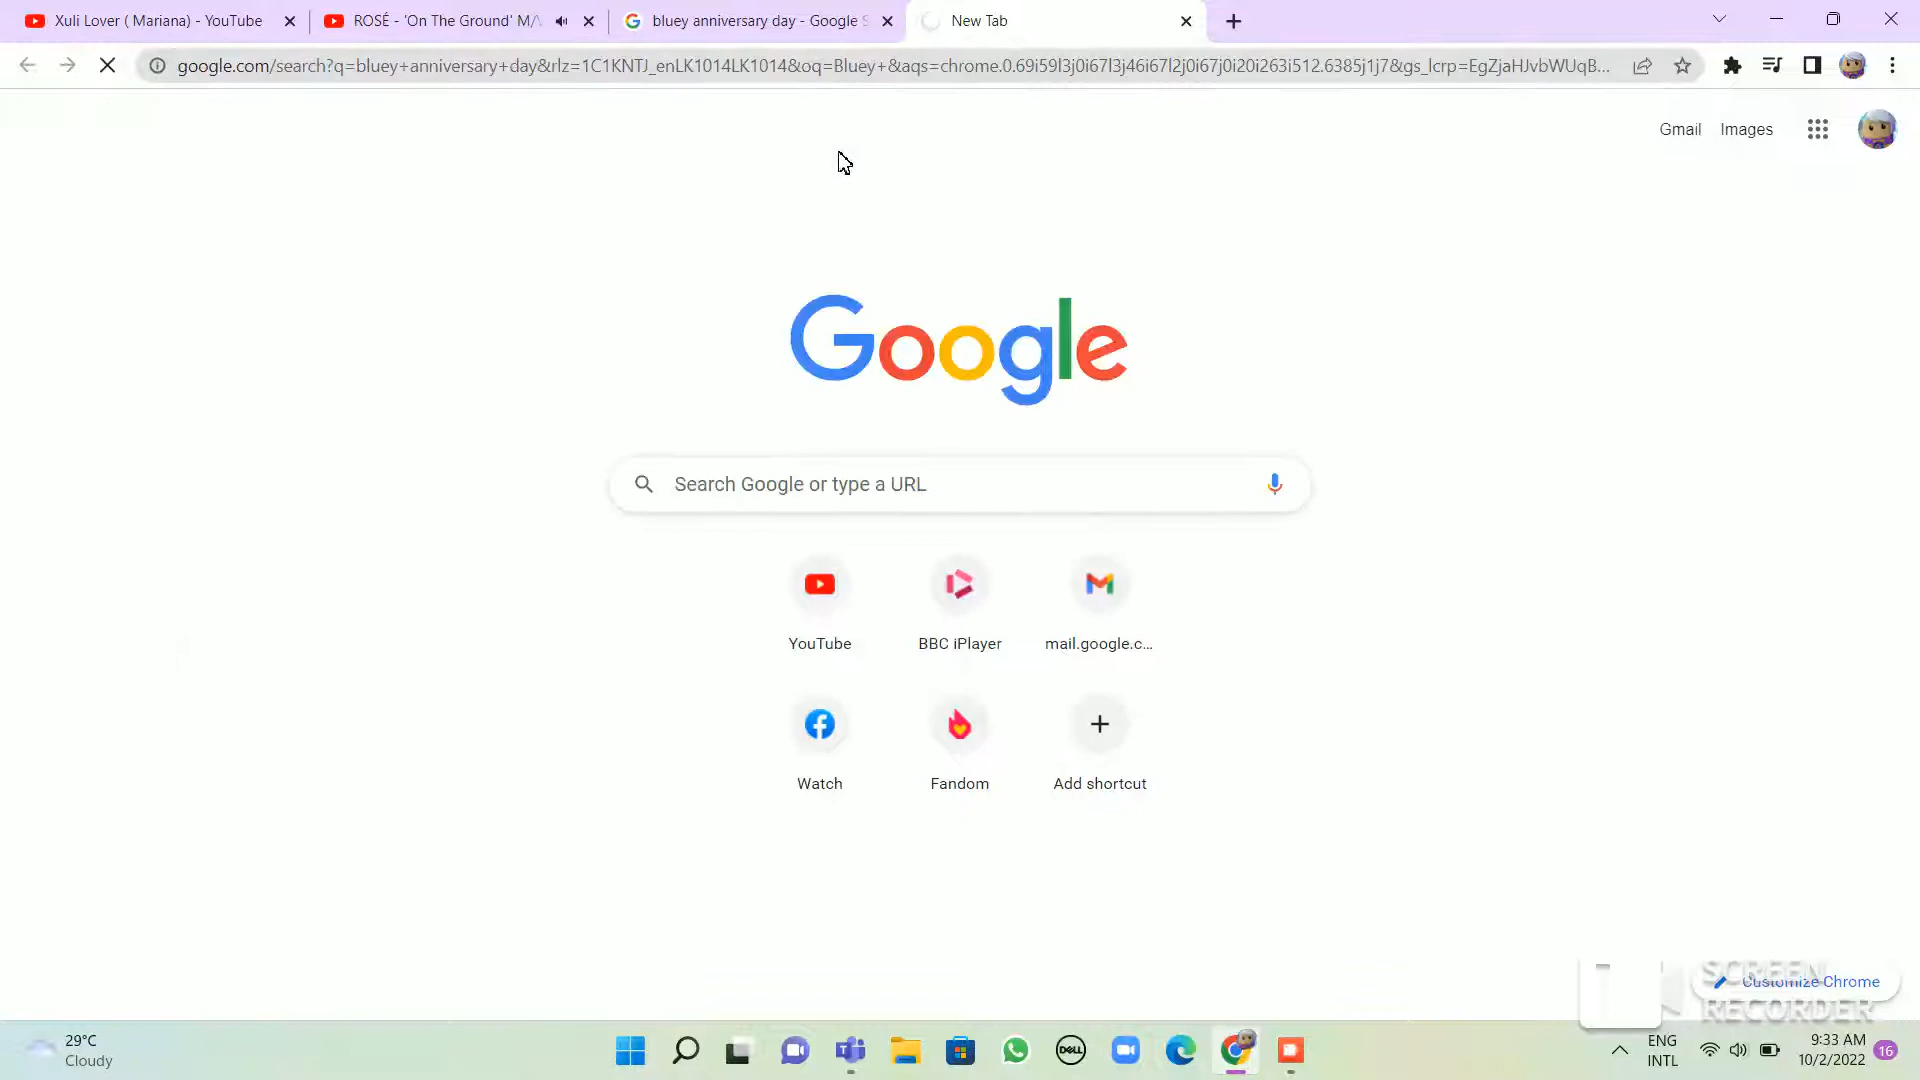 Xuli Lover ( Mariana) - YouTube
ROSÉ - 'On The Ground' M/V
bluey anniversary day - Google S
New Tab
google.com/search?q=bluey+anniversary+day&rlz=1C1KNTJ_enLK1014LK1014&oq=Bluey+&aqs=chrome.0.69i59l3j0i67l3j46i67l2j0i67j0i20i263i512.6385j1j7&gs_lcrp=EgZjaHJvbWUqB...
Gmail
Images
Google
Search Google or type a URL
YouTube
BBC iPlayer
mail.google.c...
Watch
Fandom
Add shortcut
Customize Chrome
SCREEN
RECORDER
29°C
Cloudy
DELL
ENG
INTL
9:33 AM
10/2/2022
16